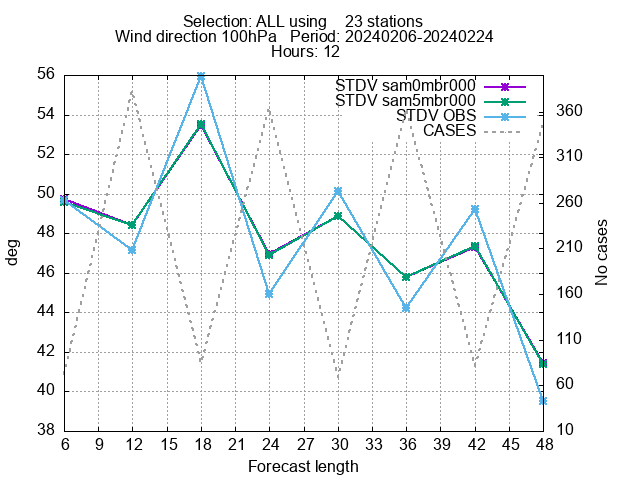 Selection: ALL using    23 stations
Wind direction 100hPa   Period: 20240206-20240224
Hours: 12
STDV sam0mbr000
STDV sam5mbr000
STDV OBS
CASES
56
54
52
50
48
46
44
42
40
38
deg
360
310
260
210
160
110
60
10
No cases
6 9 12 15 18 21 24 27 30 33 36 39 42 45 48
Forecast length